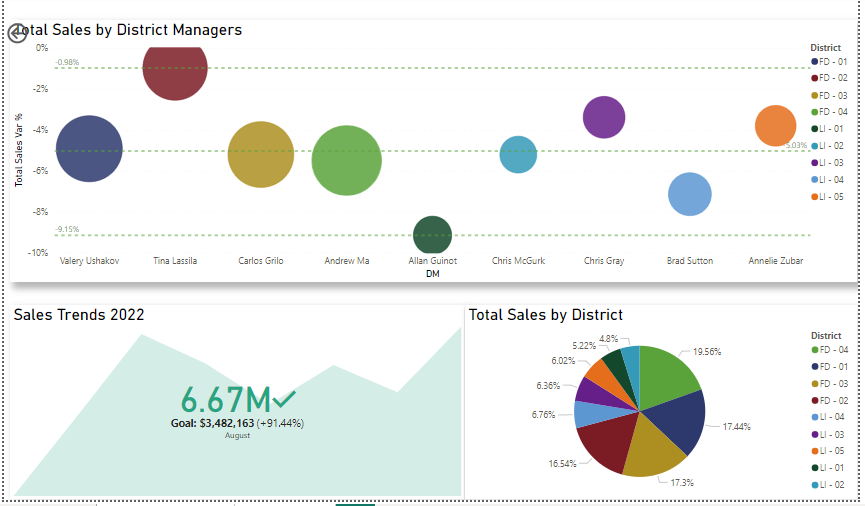 Total Sales by District Managers
District
FD - 01
FD - 02
FD - 03
FD - 04
LI - 01
LI - 02
LI - 03
LI - 04
LI - 05
Total Sales Var %
0%
-2%
-4%
-6%
-8%
-10%
-0.98%
5.03%
-9.15%
Valery Ushakov
Tina Lassila
Carlos Grilo
Andrew Ma
Allan Guinot
Chris McGurk
Chris Gray
Brad Sutton
Annelie Zubar
DM
Sales Trends 2022
6.67M
Goal: $3,482,163 (+91.44%)
August
Total Sales by District
19.56%
17.44%
17.3%
16.54%
6.76%
6.36%
6.02%
5.22%
4.8%
District
FD - 04
FD - 01
FD - 03
FD - 02
LI - 04
LI - 03
LI - 05
LI - 01
LI - 02